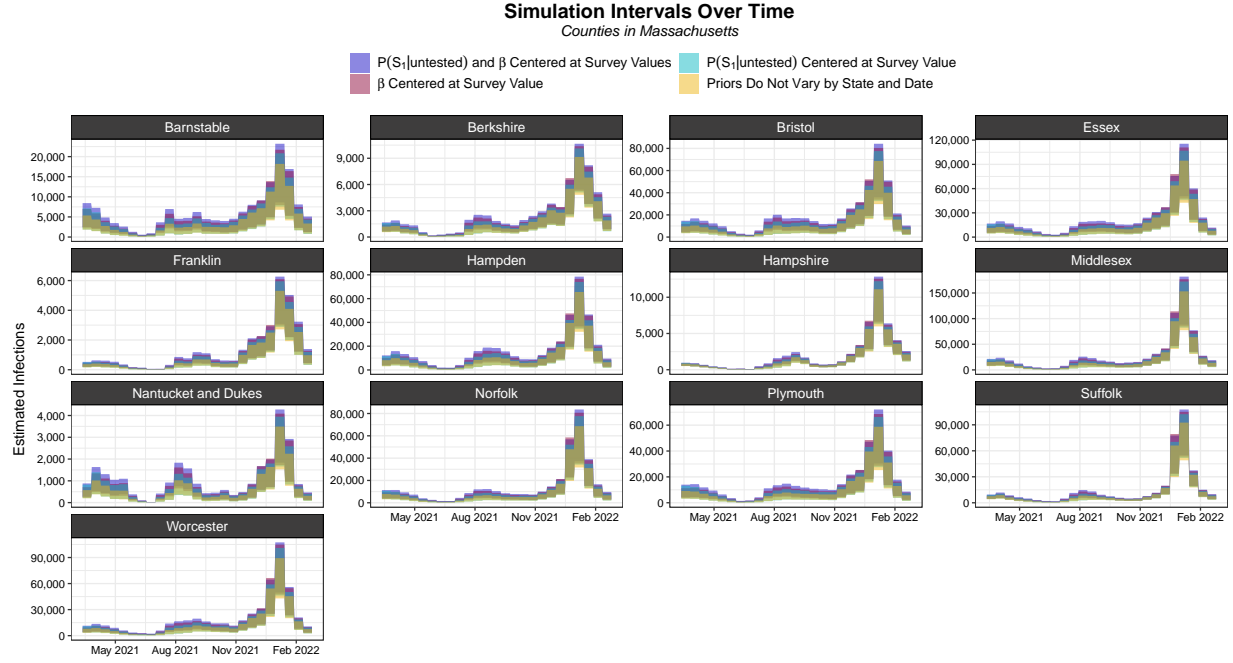 Simulation Intervals Over Time
Counties in Massachusetts
P(S₁|untested) and β Centered at Survey Values
P(S₁|untested) Centered at Survey Value
β Centered at Survey Value
Priors Do Not Vary by State and Date
Estimated Infections
Barnstable
20,000
15,000
10,000
5,000
0
Berkshire
9,000
6,000
3,000
0
Bristol
80,000
60,000
40,000
20,000
0
Essex
120,000
90,000
60,000
30,000
0
Franklin
6,000
4,000
2,000
0
Hampden
80,000
60,000
40,000
20,000
0
Hampshire
10,000
5,000
0
Middlesex
150,000
100,000
50,000
0
Nantucket and Dukes
4,000
3,000
2,000
1,000
0
Norfolk
80,000
60,000
40,000
20,000
0
May 2021 Aug 2021 Nov 2021 Feb 2022
Plymouth
60,000
40,000
20,000
0
May 2021 Aug 2021 Nov 2021 Feb 2022
Suffolk
90,000
60,000
30,000
0
May 2021 Aug 2021 Nov 2021 Feb 2022
Worcester
90,000
60,000
30,000
0
May 2021 Aug 2021 Nov 2021 Feb 2022